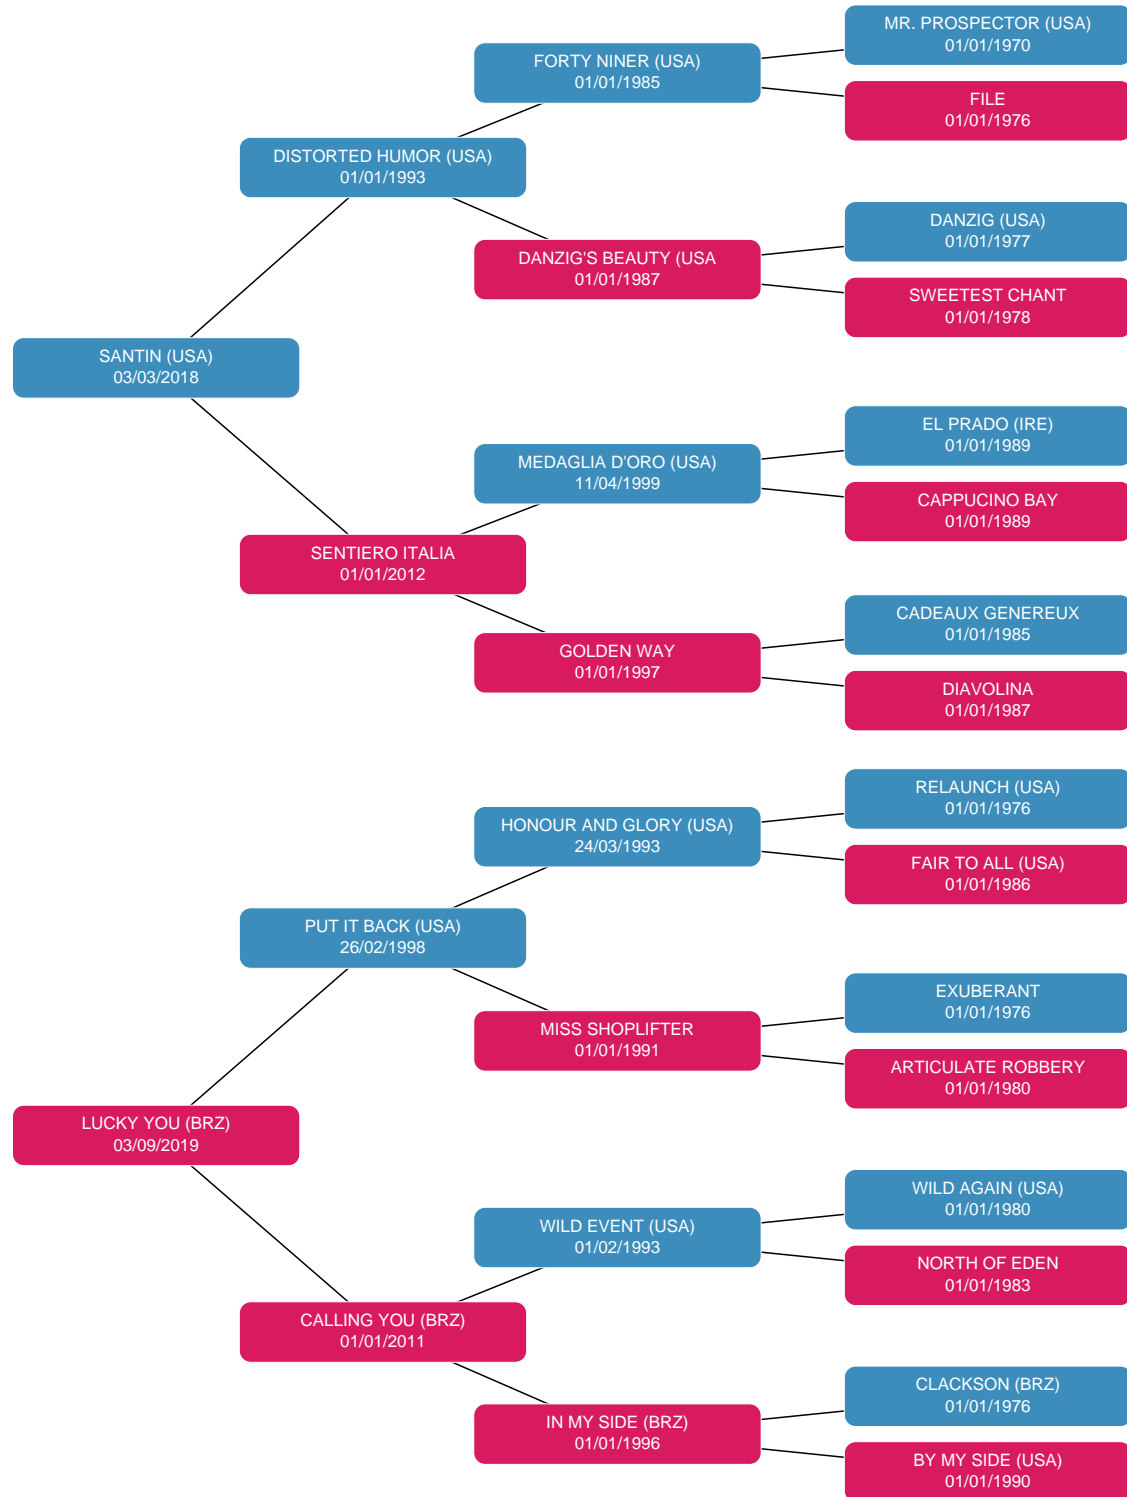 MR. PROSPECTOR (USA)
01/01/1970
FORTY NINER (USA)
01/01/1985
FILE
01/01/1976
DISTORTED HUMOR (USA)
01/01/1993
DANZIG (USA)
01/01/1977
DANZIG'S BEAUTY (USA
01/01/1987
SWEETEST CHANT
01/01/1978
SANTIN (USA)
03/03/2018
EL PRADO (IRE)
01/01/1989
MEDAGLIA D'ORO (USA)
11/04/1999
CAPPUCINO BAY
01/01/1989
SENTIERO ITALIA
01/01/2012
CADEAUX GENEREUX
01/01/1985
GOLDEN WAY
01/01/1997
DIAVOLINA
01/01/1987
RELAUNCH (USA)
01/01/1976
HONOUR AND GLORY (USA)
24/03/1993
FAIR TO ALL (USA)
01/01/1986
PUT IT BACK (USA)
26/02/1998
EXUBERANT
01/01/1976
MISS SHOPLIFTER
01/01/1991
ARTICULATE ROBBERY
01/01/1980
LUCKY YOU (BRZ)
03/09/2019
WILD AGAIN (USA)
01/01/1980
WILD EVENT (USA)
01/02/1993
NORTH OF EDEN
01/01/1983
CALLING YOU (BRZ)
01/01/2011
CLACKSON (BRZ)
01/01/1976
IN MY SIDE (BRZ)
01/01/1996
BY MY SIDE (USA)
01/01/1990